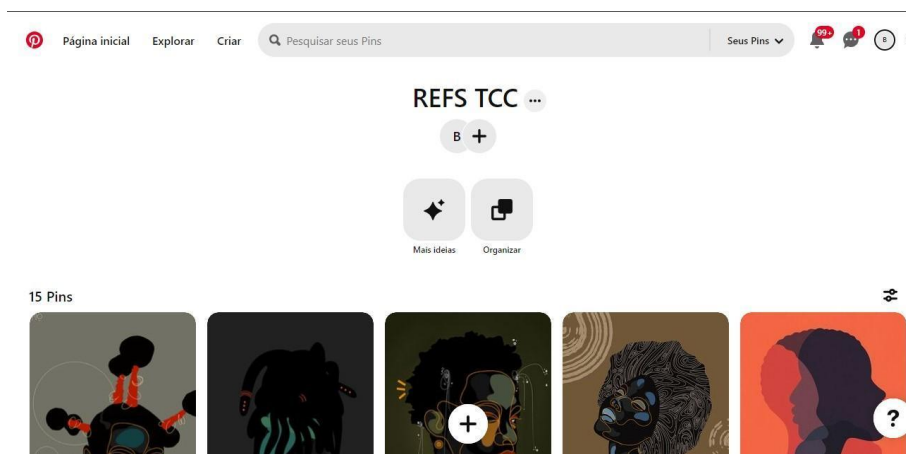 Página inicial Explorar Criar Pesquisar seus Pins Seus Pins 99+ 1 B
REFS TCC
B
Mais ideias Organizar
15 Pins
?